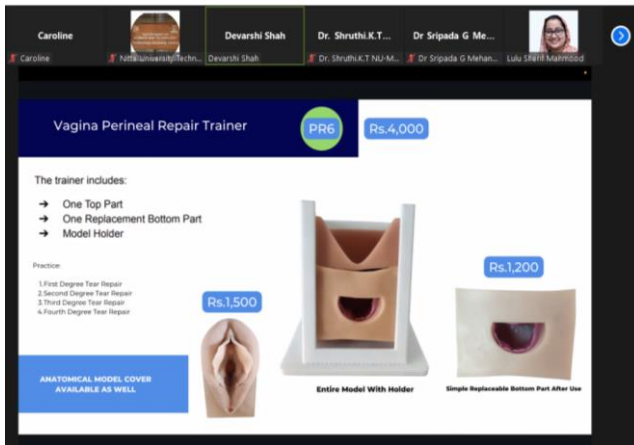 Caroline
Devarshi Shah
Dr. Shruthi.K.T...
Dr Sripada G Me...
Caroline
Nitte University Techn...
Devarshi Shah
Dr. Shruthi.K.T NU-M...
Dr Sripada G Mehan...
Lulu Sherif Mahmood
Vagina Perineal Repair Trainer
PR6
Rs.4,000
The trainer includes:
→ One Top Part
→ One Replacement Bottom Part
→ Model Holder
Practice:
1.First Degree Tear Repair
2.Second Degree Tear Repair
3.Third Degree Tear Repair
4.Fourth Degree Tear Repair
Rs.1,500
Rs.1,200
ANATOMICAL MODEL COVER
AVAILABLE AS WELL
Entire Model With Holder
Simple Replaceable Bottom Part After Use